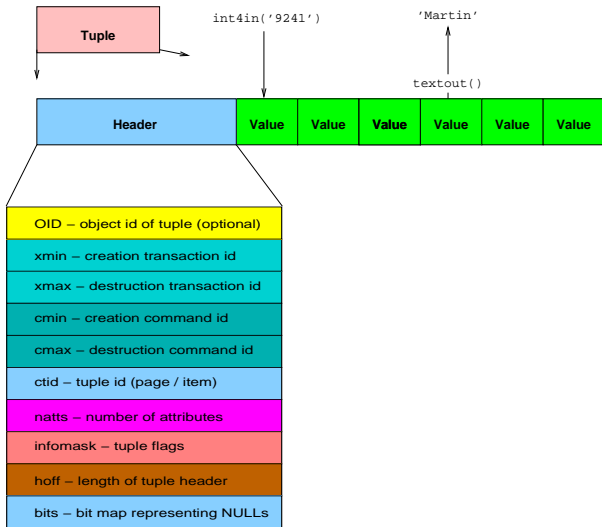 Tuple
int4in('9241')
'Martin'
textout()
Header
Value
Value
Value
Value
Value
Value
OID – object id of tuple (optional)
xmin – creation transaction id
xmax – destruction transaction id
cmin – creation command id
cmax – destruction command id
ctid – tuple id (page / item)
natts – number of attributes
infomask – tuple flags
hoff – length of tuple header
bits – bit map representing NULLs